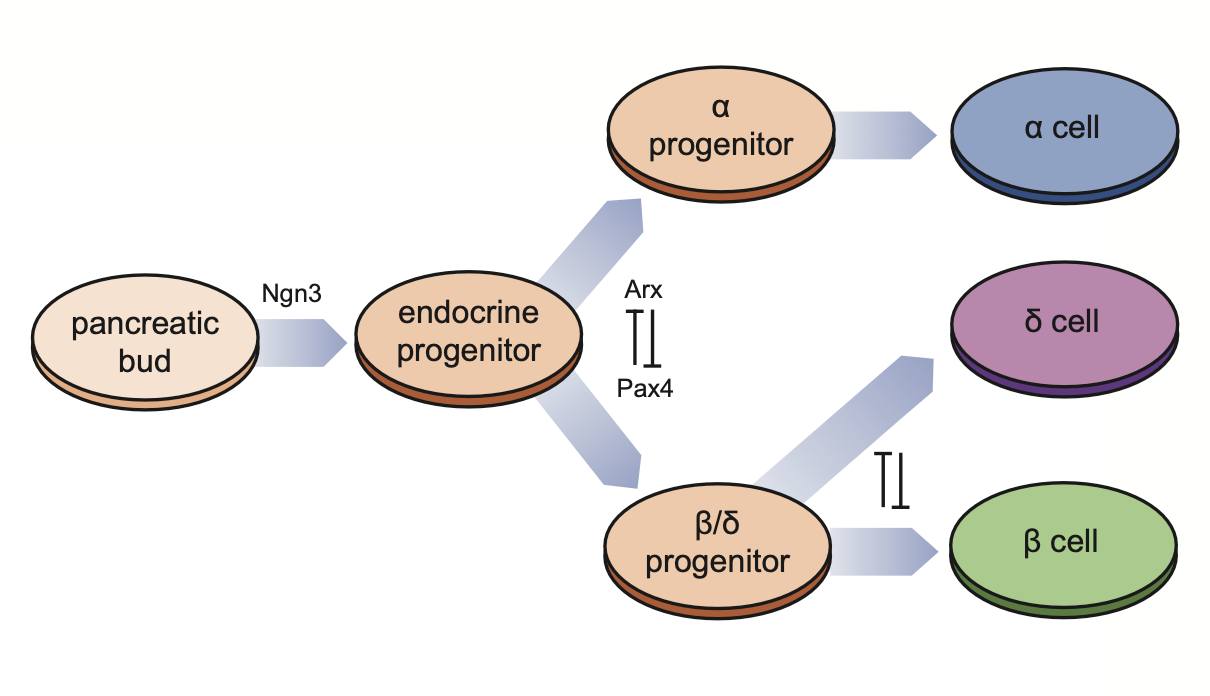 pancreatic
bud
Ngn3
endocrine
progenitor
α
progenitor
α cell
Arx
Pax4
β/δ
progenitor
δ cell
β cell